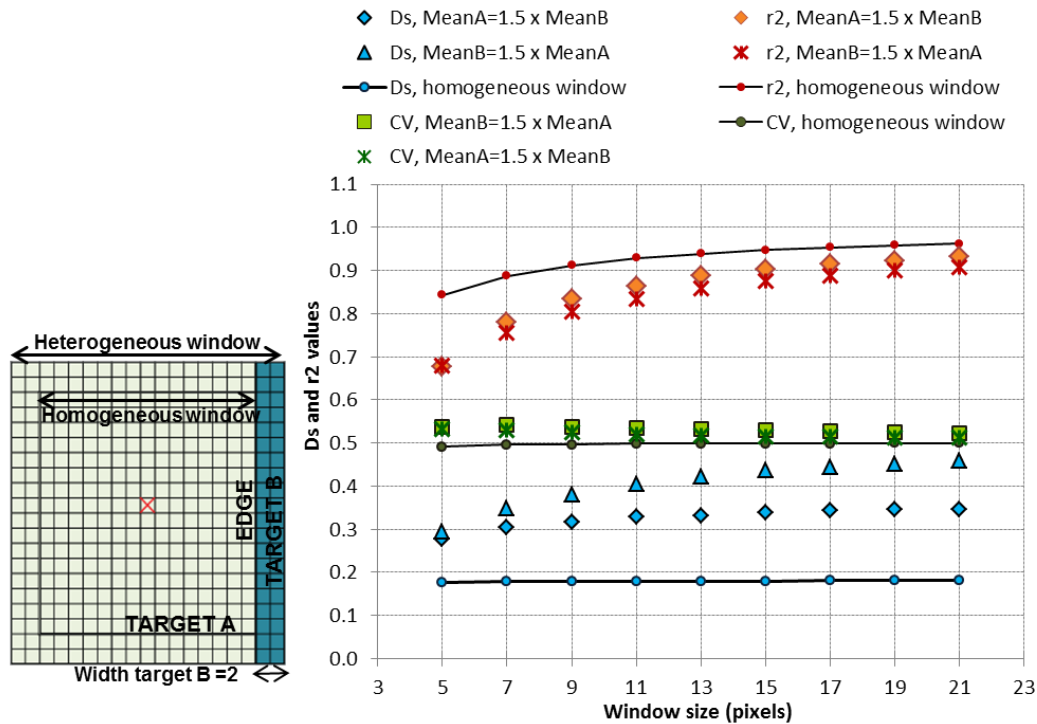 Ds, MeanA=1.5 x MeanB
r2, MeanA=1.5 x MeanB
Ds, MeanB=1.5 x MeanA
r2, MeanB=1.5 x MeanA
Ds, homogeneous window
r2, homogeneous window
CV, MeanB=1.5 x MeanA
CV, homogeneous window
CV, MeanA=1.5 x MeanB
Heterogeneous window
Homogeneous window
EDGE
TARGET B
TARGET A
Width target B =2
Ds and r2 values
1.1
1.0
0.9
0.8
0.7
0.6
0.5
0.4
0.3
0.2
0.1
0.0
3 5 7 9 11 13 15 17 19 21 23
Window size (pixels)